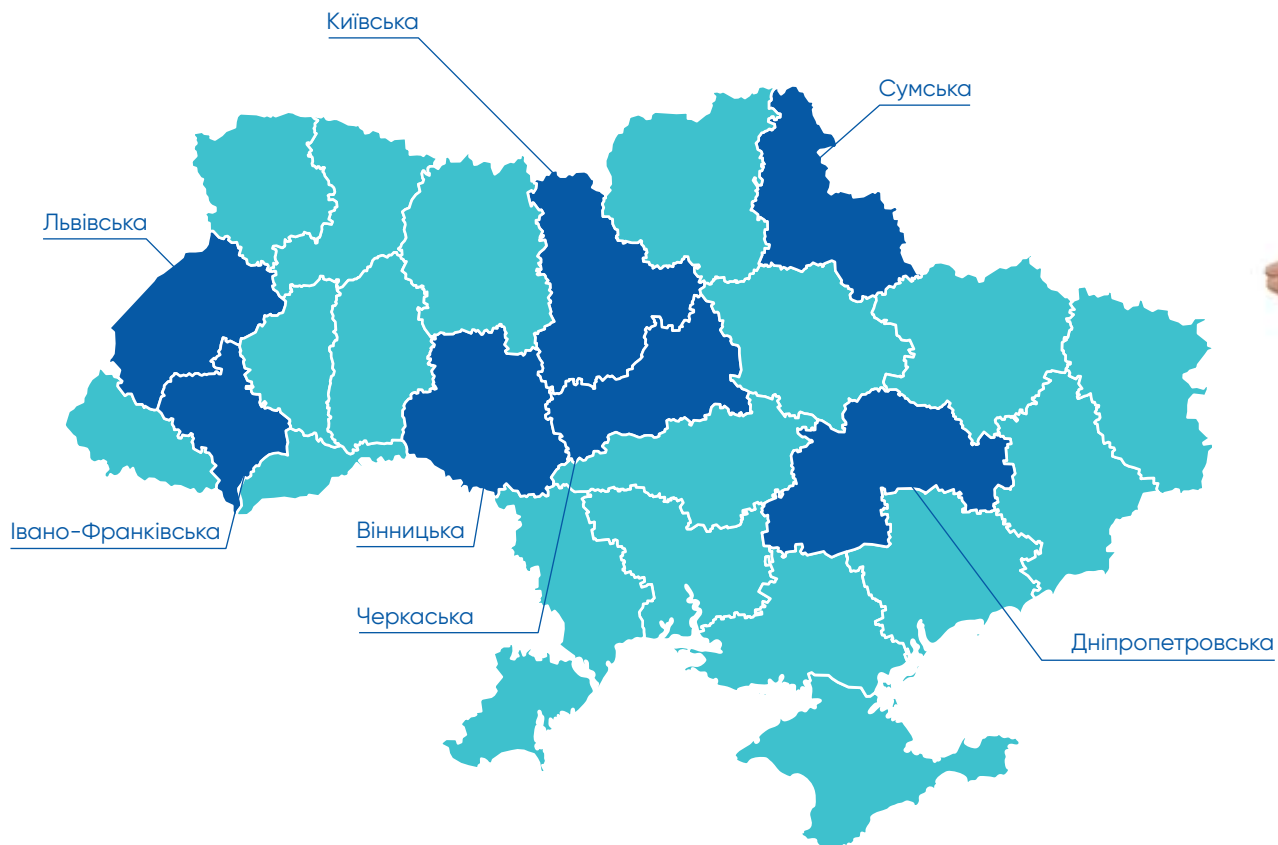 Київська
Сумська
Львівська
Івано-Франківська
Вінницька
Черкаська
Дніпропетровська